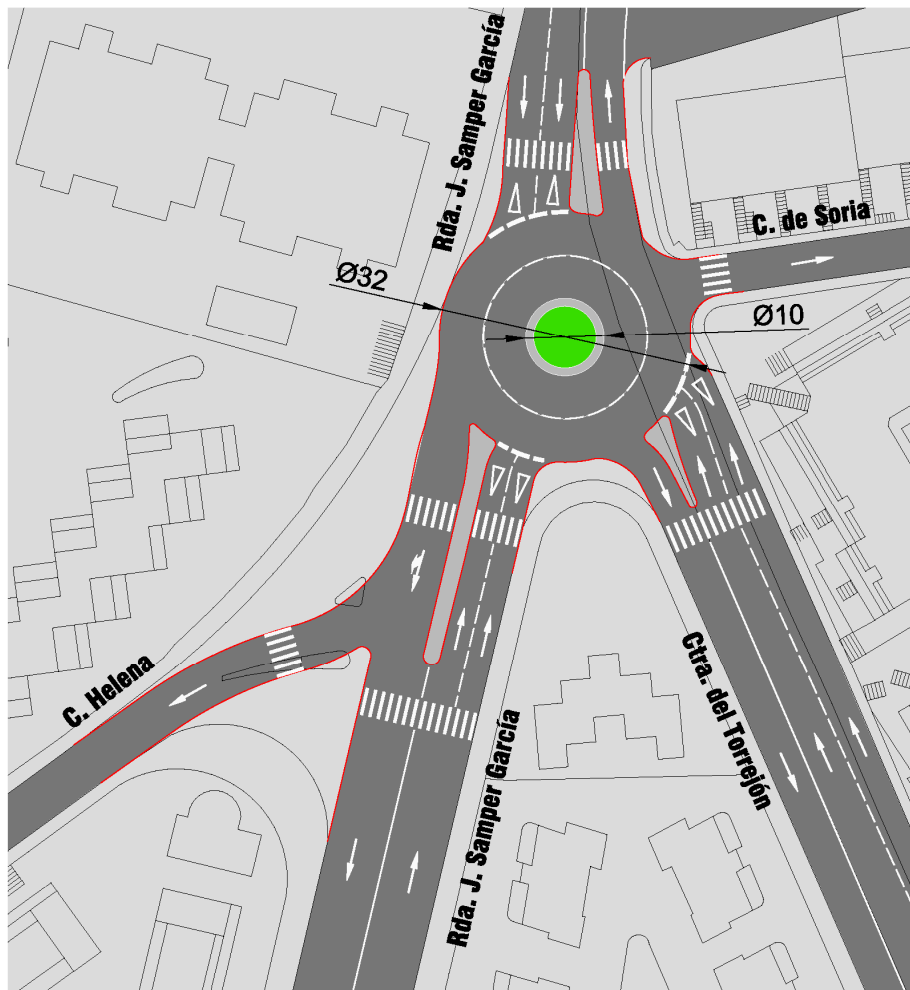 Rda. J. Samper García
C. de Soria
Ø32
Ø10
C. Helena
Ctra. del Torrejón
Rda. J. Samper García